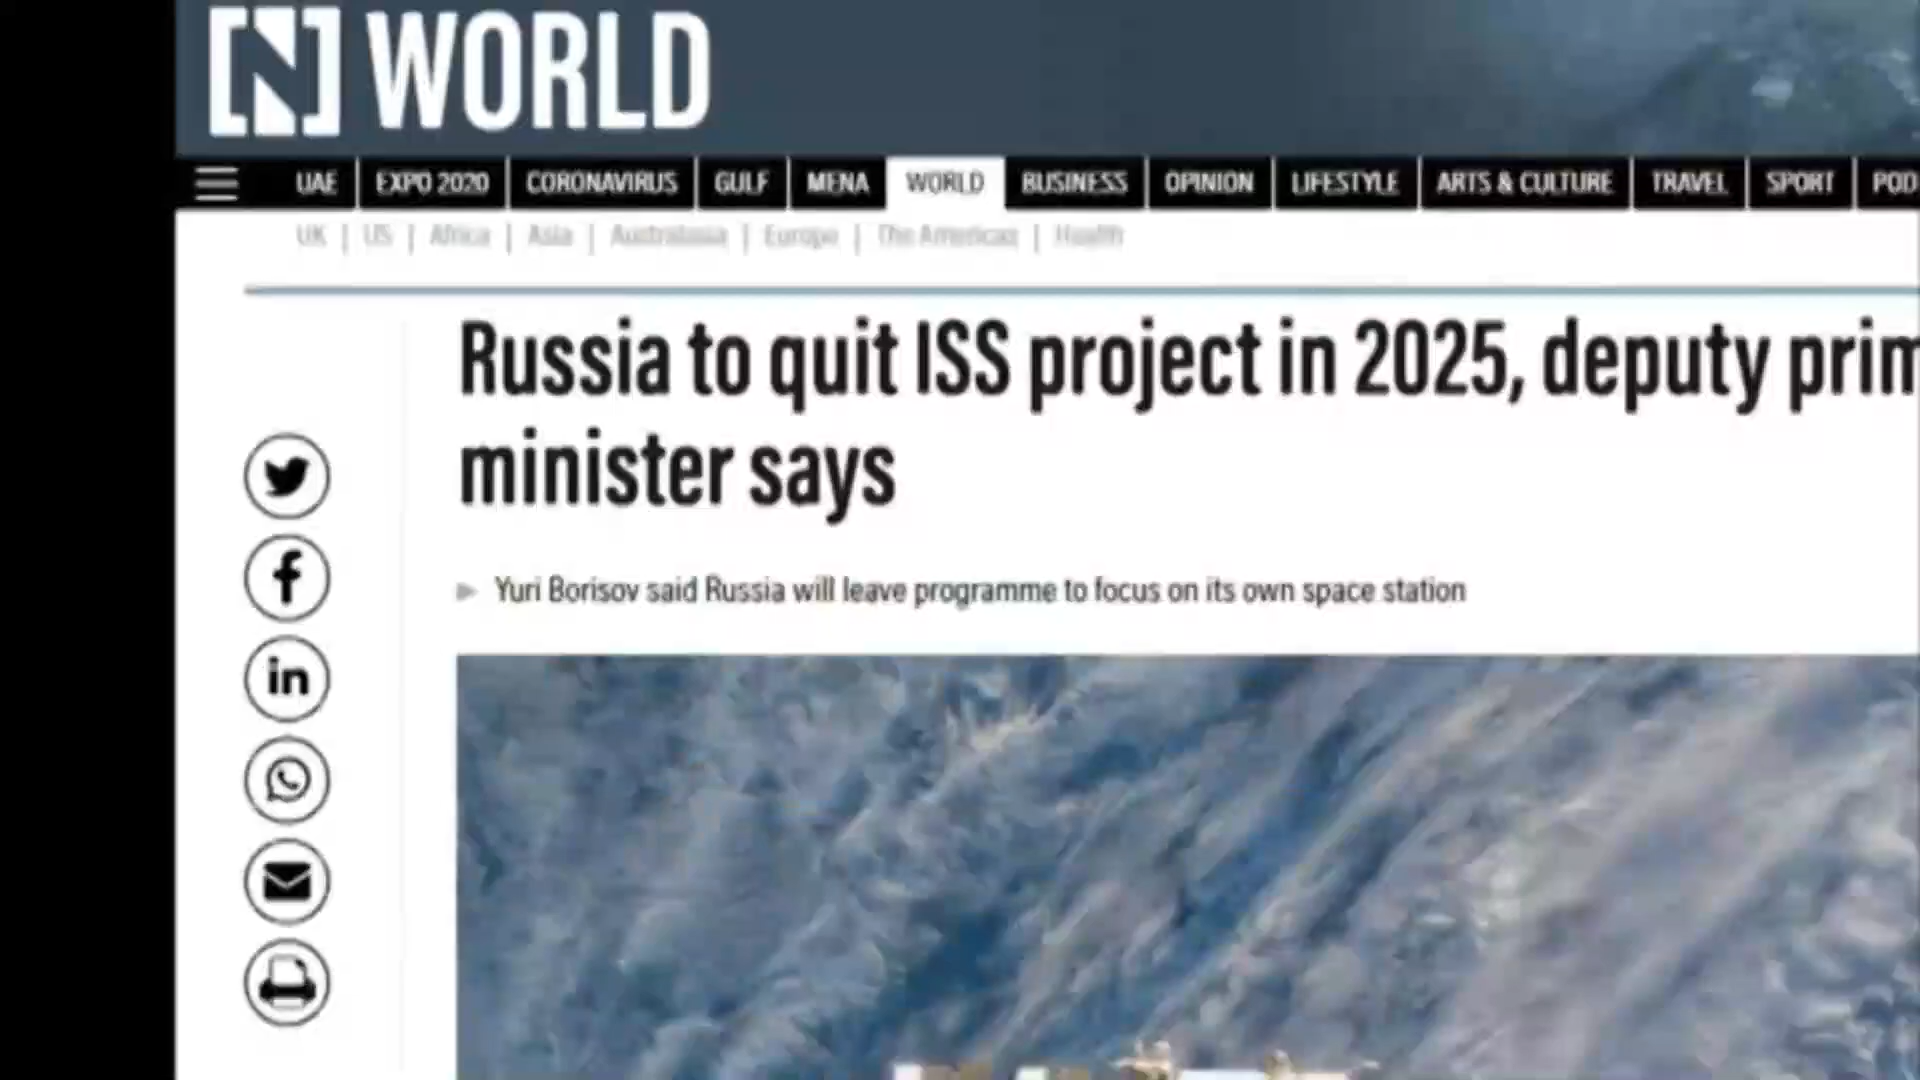 [N] WORLD
UAE EXPO 2020 CORONAVIRUS GULF MENA WORLD BUSINESS OPINION LIFESTYLE ARTS & CULTURE TRAVEL SPORT POD
UK | US | Africa | Asia | Australasia | Europe | The Americas | Health
Russia to quit ISS project in 2025, deputy prim
minister says
Yuri Borisov said Russia will leave programme to focus on its own space station
in